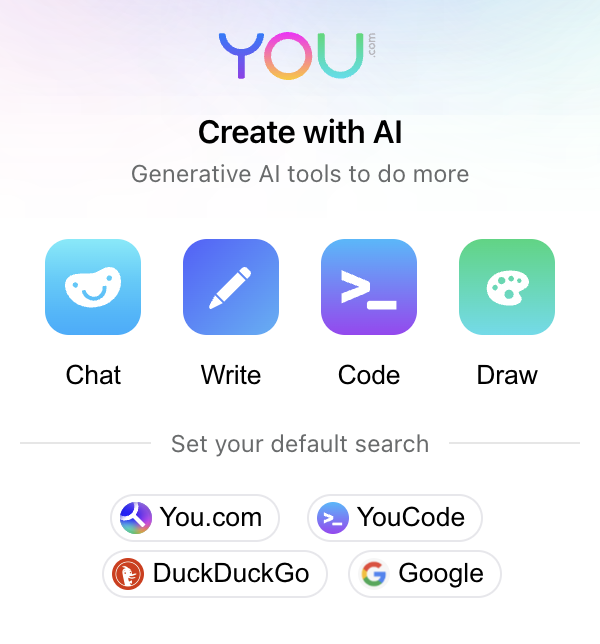 YOU.com
Create with AI
Generative AI tools to do more
>_
Chat Write Code Draw
Set your default search
You.com >_ YouCode
DuckDuckGo G Google